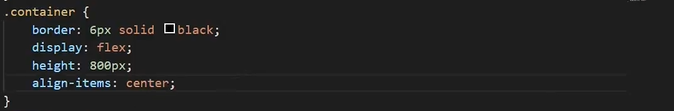 .container {
    border: 6px solid black;
    display: flex;
    height: 800px;
    align-items: center;
}